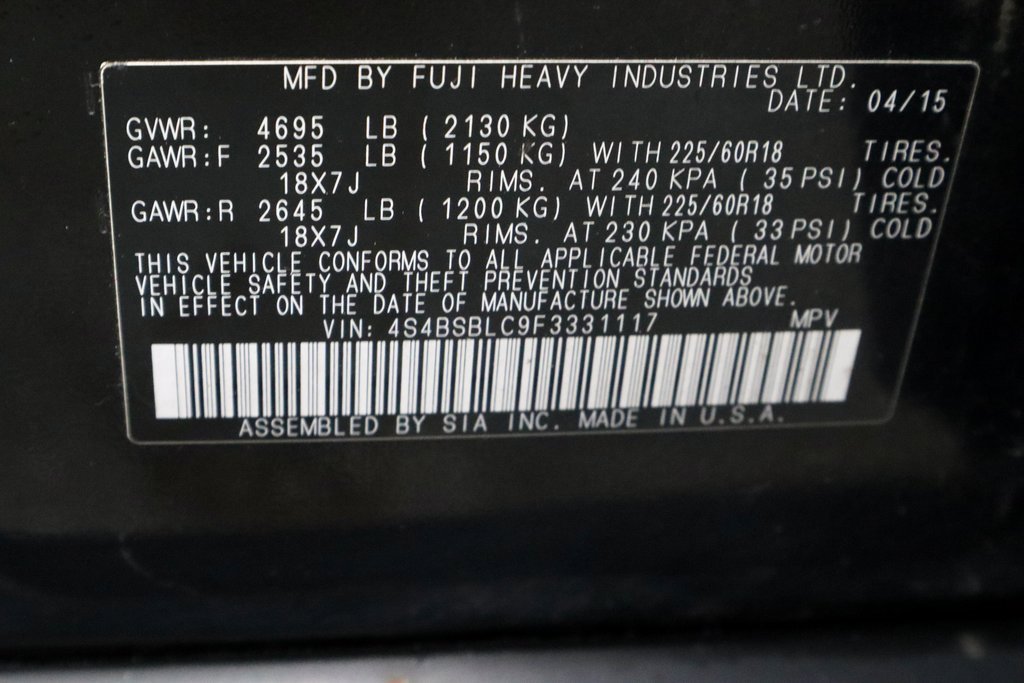 MFD BY FUJI HEAVY INDUSTRIES LTD.
DATE: 04/15
GVWR: 4695 LB ( 2130 KG)
GAWR:F 2535 LB ( 1150 KG) WITH 225/60R18 TIRES.
18X7J RIMS. AT 240 KPA ( 35 PSI) COLD
GAWR:R 2645 LB ( 1200 KG) WITH 225/60R18 TIRES.
18X7J RIMS. AT 230 KPA ( 33 PSI) COLD
THIS VEHICLE CONFORMS TO ALL APPLICABLE FEDERAL MOTOR
VEHICLE SAFETY AND THEFT PREVENTION STANDARDS
IN EFFECT ON THE DATE OF MANUFACTURE SHOWN ABOVE.
VIN: 4S4BSBLC9F3331117 MPV
ASSEMBLED BY SIA INC. MADE IN U.S.A.